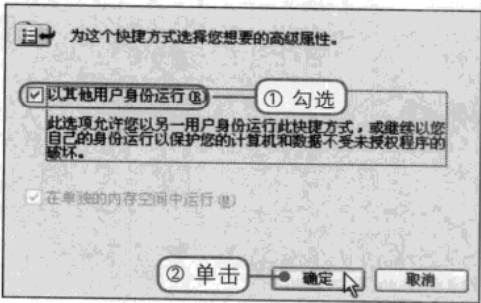 为这个快捷方式选择您想要的高级属性。
以其他用户身份运行(R)
① 勾选
此选项允许您以另一用户身份运行此快捷方式，或继续以您
自己的身份运行以保护您的计算机和数据不受未授权程序的
破坏。
在单独的内存空间中运行(M)
② 单击
确定
取消